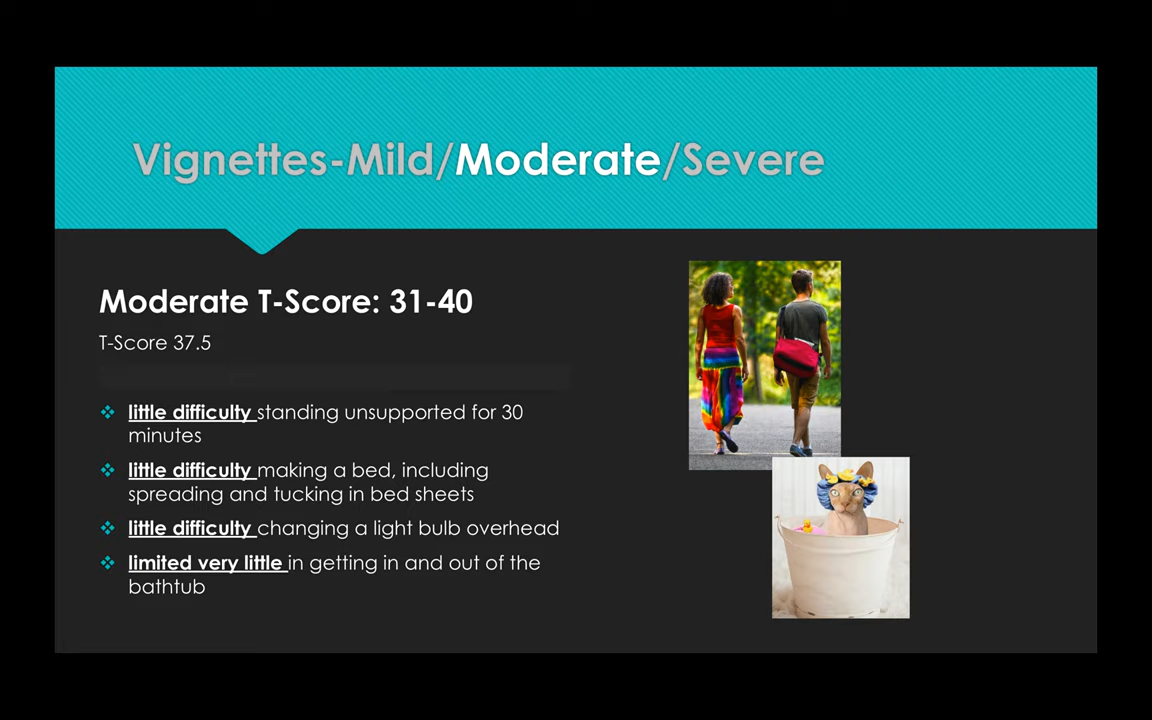 Vignettes-Mild/Moderate/Severe
Moderate T-Score: 31-40
T-Score 37.5
little difficulty standing unsupported for 30
minutes
little difficulty making a bed, including
spreading and tucking in bed sheets
little difficulty changing a light bulb overhead
limited very little in getting in and out of the
bathtub